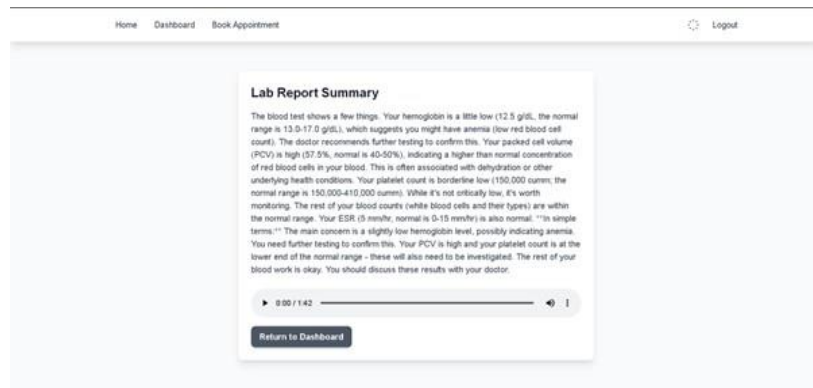 Home Dashboard Book Appointment Logout
Lab Report Summary
The blood test shows a few things. Your hemoglobin is a little low (12.5 g/dL, the normal
range is 13.0-17.0 g/dL), which suggests you might have anemia (low red blood cell
count). The doctor recommends further testing to confirm this. Your packed cell volume
(PCV) is high (57.5%, normal is 40-50%), indicating a higher than normal concentration
of red blood cells in your blood. This is often associated with dehydration or other
underlying health conditions. Your platelet count is borderline low (150,000 cumm; the
normal range is 150,000-410,000 cumm). While it's not critically low, it's worth
monitoring. The rest of your blood counts (white blood cells and their types) are within
the normal range. Your ESR (5 mm/hr, normal is 0-15 mm/hr) is also normal. **In simple
terms:** The main concern is a slightly low hemoglobin level, possibly indicating anemia.
You need further testing to confirm this. Your PCV is high and your platelet count is at the
lower end of the normal range - these will also need to be investigated. The rest of your
blood work is okay. You should discuss these results with your doctor.
0:00 / 1:42
Return to Dashboard